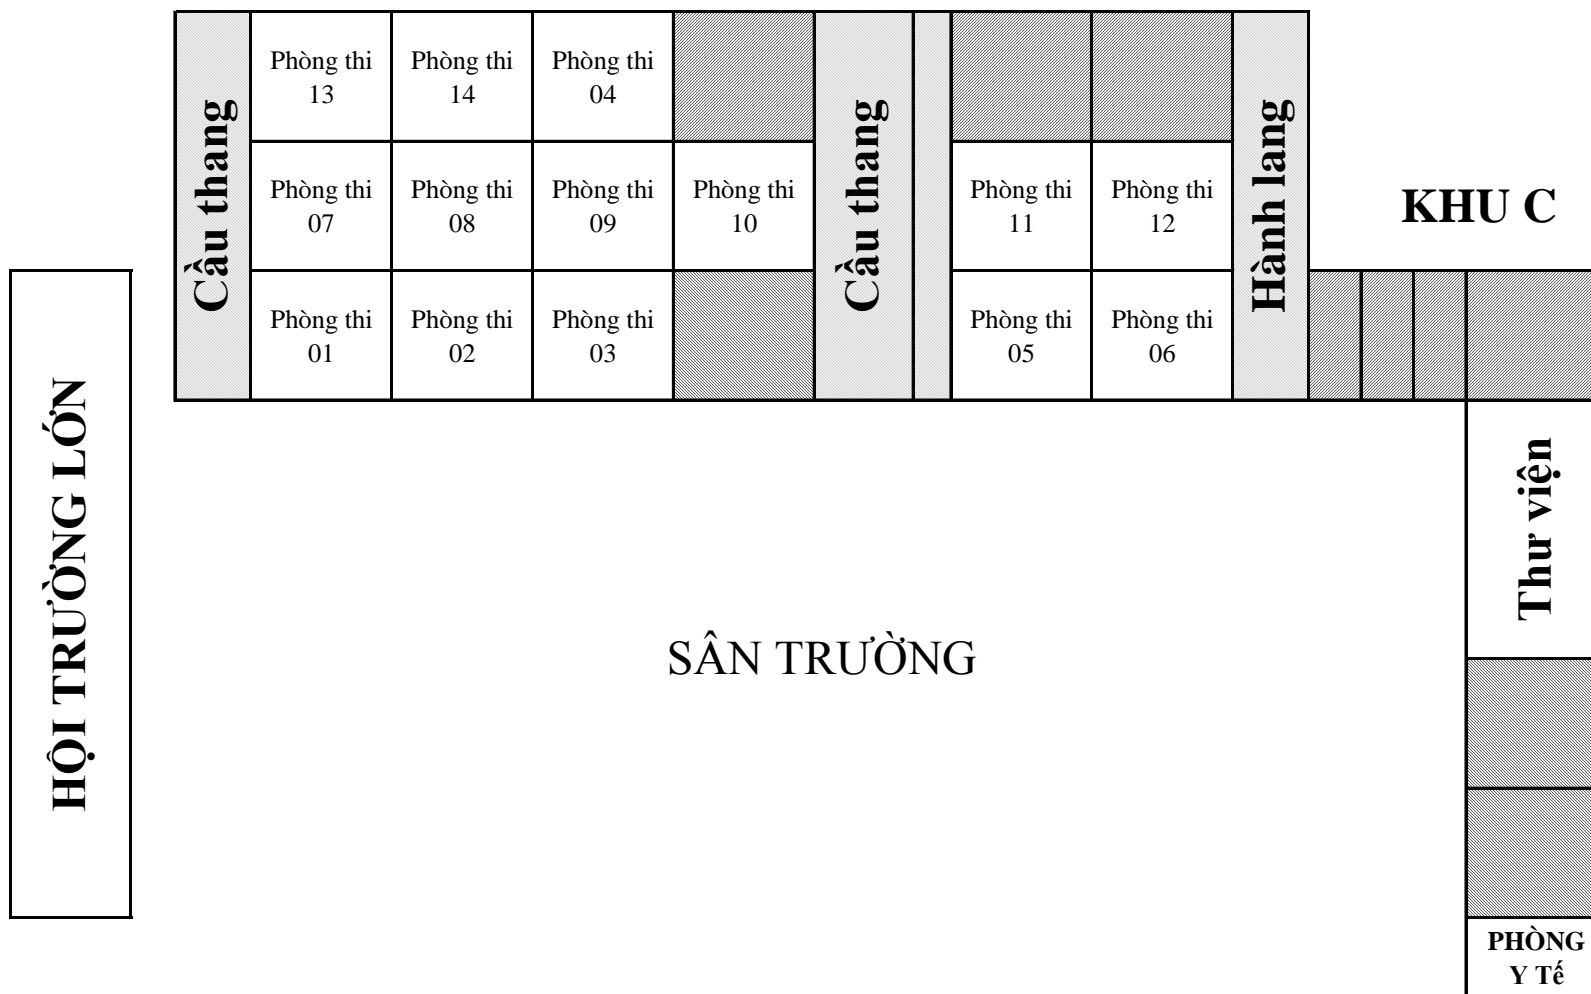 Cầu thang
Phòng thi
13
Phòng thi
14
Phòng thi
04
Cầu thang
Hành lang
Phòng thi
07
Phòng thi
08
Phòng thi
09
Phòng thi
10
Phòng thi
11
Phòng thi
12
KHU C
Phòng thi
01
Phòng thi
02
Phòng thi
03
Phòng thi
05
Phòng thi
06
HỘI TRƯỜNG LỚN
SÂN TRƯỜNG
Thư viện
PHÒNG
Y Tế